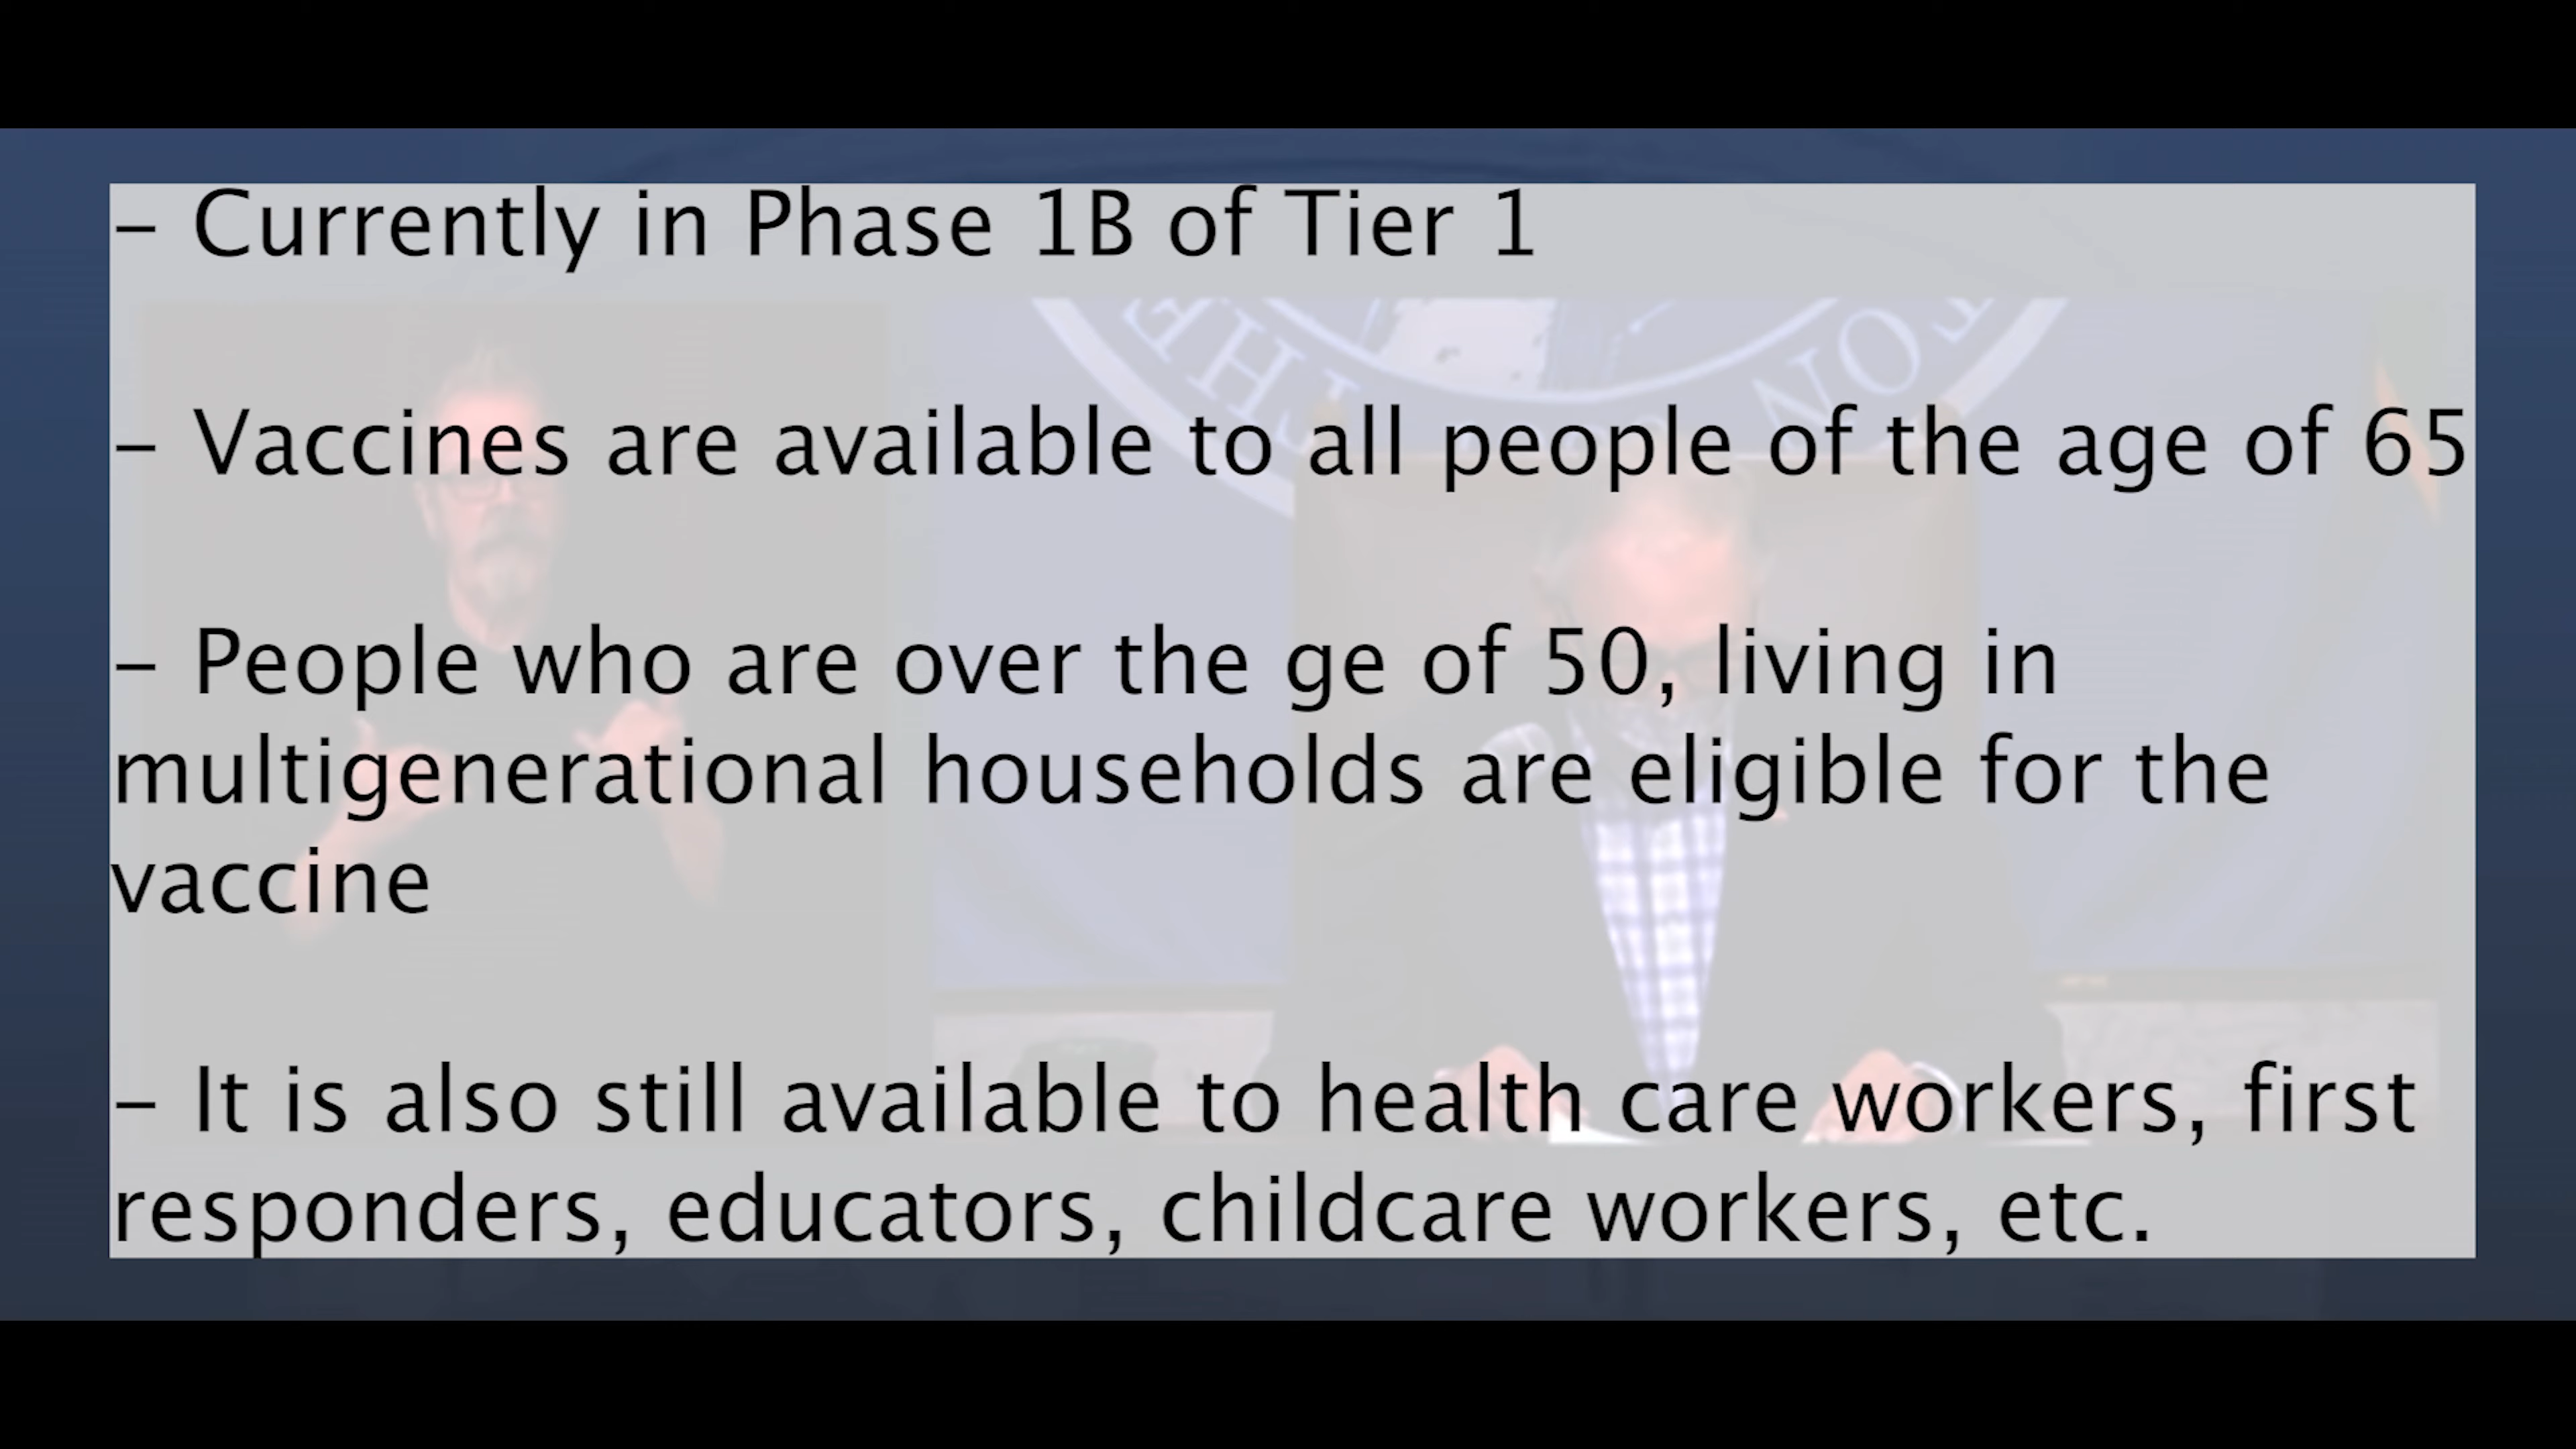 – Currently in Phase 1B of Tier 1
– Vaccines are available to all people of the age of 65
– People who are over the ge of 50, living in
multigenerational households are eligible for the
vaccine
– It is also still available to health care workers, first
responders, educators, childcare workers, etc.